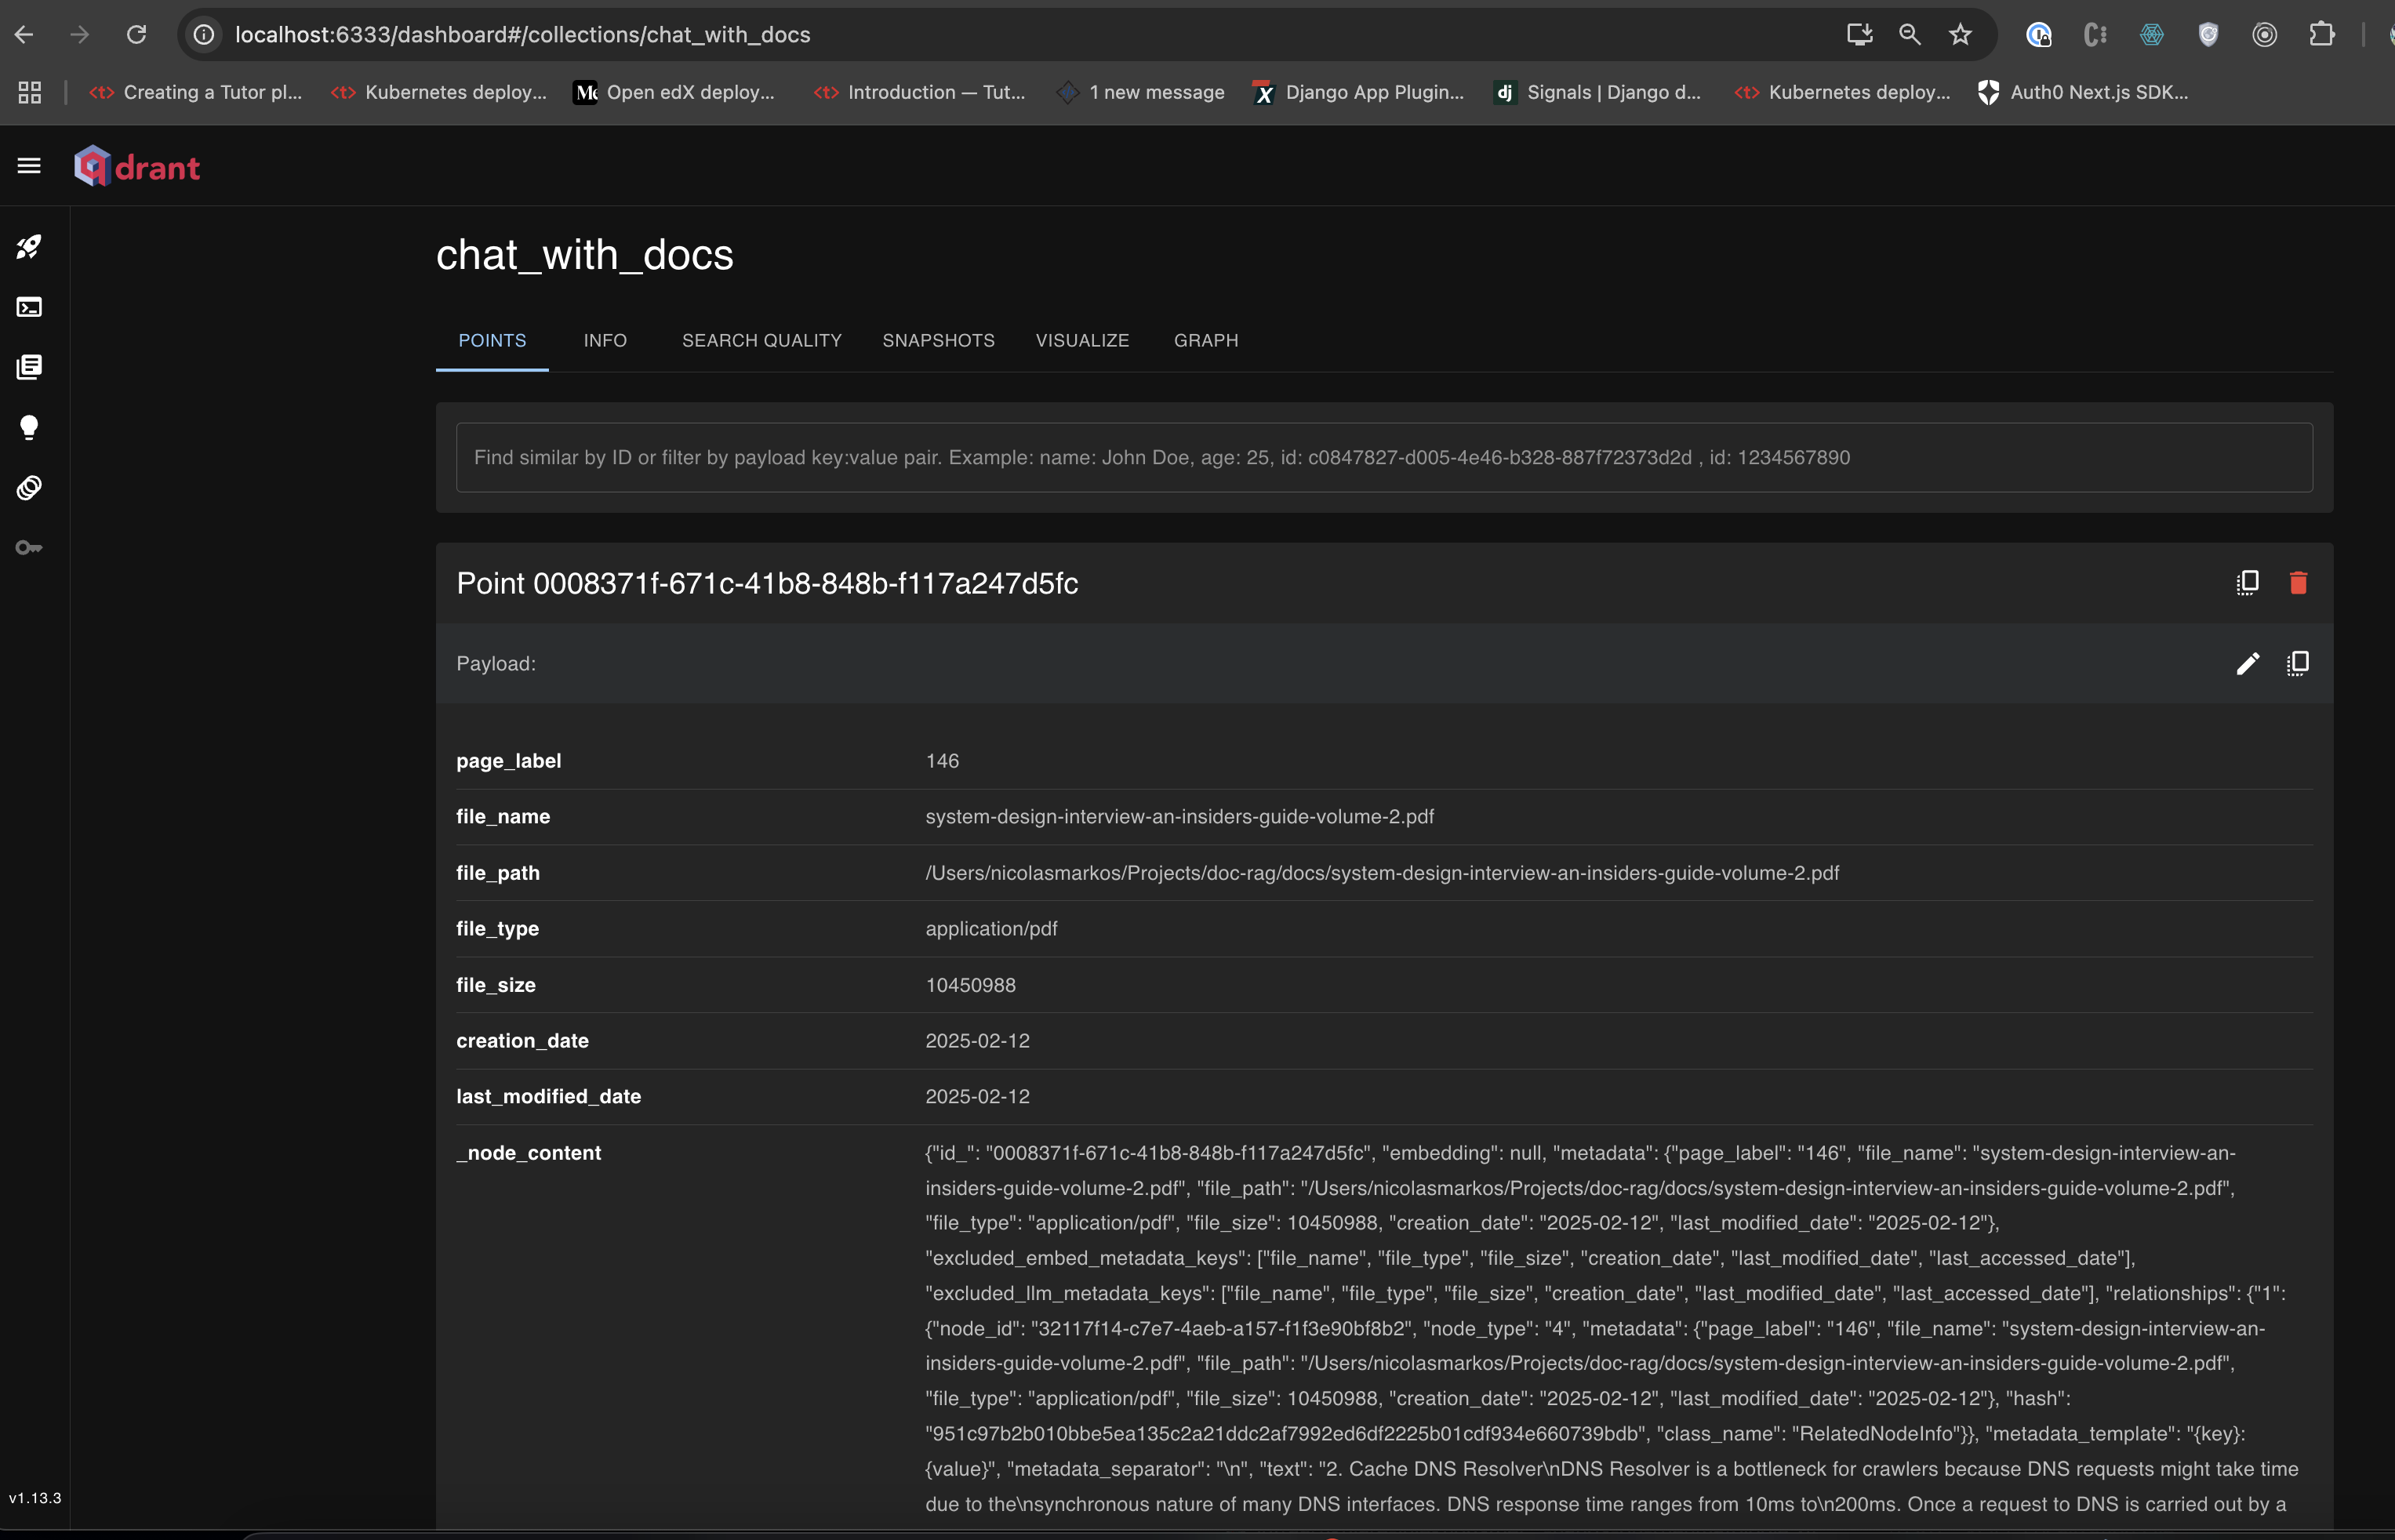 localhost:6333/dashboard#/collections/chat_with_docs
<t> Creating a Tutor pl... <t> Kubernetes deploy... Open edX deploy... <t> Introduction — Tut... 1 new message Django App Plugin... dj Signals | Django d... <t> Kubernetes deploy... Auth0 Next.js SDK...
qdrant
chat_with_docs
POINTS INFO SEARCH QUALITY SNAPSHOTS VISUALIZE GRAPH
Find similar by ID or filter by payload key:value pair. Example: name: John Doe, age: 25, id: c0847827-d005-4e46-b328-887f72373d2d , id: 1234567890
Point 0008371f-671c-41b8-848b-f117a247d5fc
Payload:
page_label 146
file_name system-design-interview-an-insiders-guide-volume-2.pdf
file_path /Users/nicolasmarkos/Projects/doc-rag/docs/system-design-interview-an-insiders-guide-volume-2.pdf
file_type application/pdf
file_size 10450988
creation_date 2025-02-12
last_modified_date 2025-02-12
_node_content {"id_": "0008371f-671c-41b8-848b-f117a247d5fc", "embedding": null, "metadata": {"page_label": "146", "file_name": "system-design-interview-an-
insiders-guide-volume-2.pdf", "file_path": "/Users/nicolasmarkos/Projects/doc-rag/docs/system-design-interview-an-insiders-guide-volume-2.pdf",
"file_type": "application/pdf", "file_size": 10450988, "creation_date": "2025-02-12", "last_modified_date": "2025-02-12"},
"excluded_embed_metadata_keys": ["file_name", "file_type", "file_size", "creation_date", "last_modified_date", "last_accessed_date"],
"excluded_llm_metadata_keys": ["file_name", "file_type", "file_size", "creation_date", "last_modified_date", "last_accessed_date"], "relationships": {"1":
{"node_id": "32117f14-c7e7-4aeb-a157-f1f3e90bf8b2", "node_type": "4", "metadata": {"page_label": "146", "file_name": "system-design-interview-an-
insiders-guide-volume-2.pdf", "file_path": "/Users/nicolasmarkos/Projects/doc-rag/docs/system-design-interview-an-insiders-guide-volume-2.pdf",
"file_type": "application/pdf", "file_size": 10450988, "creation_date": "2025-02-12", "last_modified_date": "2025-02-12"}, "hash":
"951c97b2b010bbe5ea135c2a21ddc2af7992ed6df2225b01cdf934e660739bdb", "class_name": "RelatedNodeInfo"}}, "metadata_template": "{key}:
{value}", "metadata_separator": "\n", "text": "2. Cache DNS Resolver\nDNS Resolver is a bottleneck for crawlers because DNS requests might take time
due to the\nsynchronous nature of many DNS interfaces. DNS response time ranges from 10ms to\n200ms. Once a request to DNS is carried out by a
v1.13.3